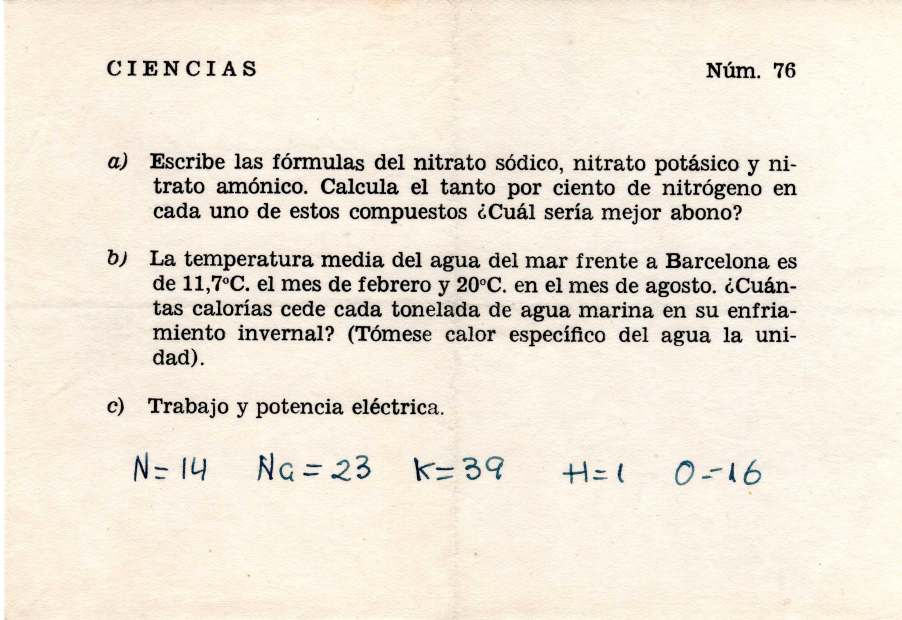 CIENCIAS Núm. 76
a) Escribe las fórmulas del nitrato sódico, nitrato potásico y ni-
trato amónico. Calcula el tanto por ciento de nitrógeno en
cada uno de estos compuestos ¿Cuál sería mejor abono?
b) La temperatura media del agua del mar frente a Barcelona es
de 11,7ºC. el mes de febrero y 20ºC. en el mes de agosto. ¿Cuán-
tas calorías cede cada tonelada de agua marina en su enfria-
miento invernal? (Tómese calor específico del agua la uni-
dad).
c) Trabajo y potencia eléctrica.
N=14 Na=23 K=39 H=1 O=16